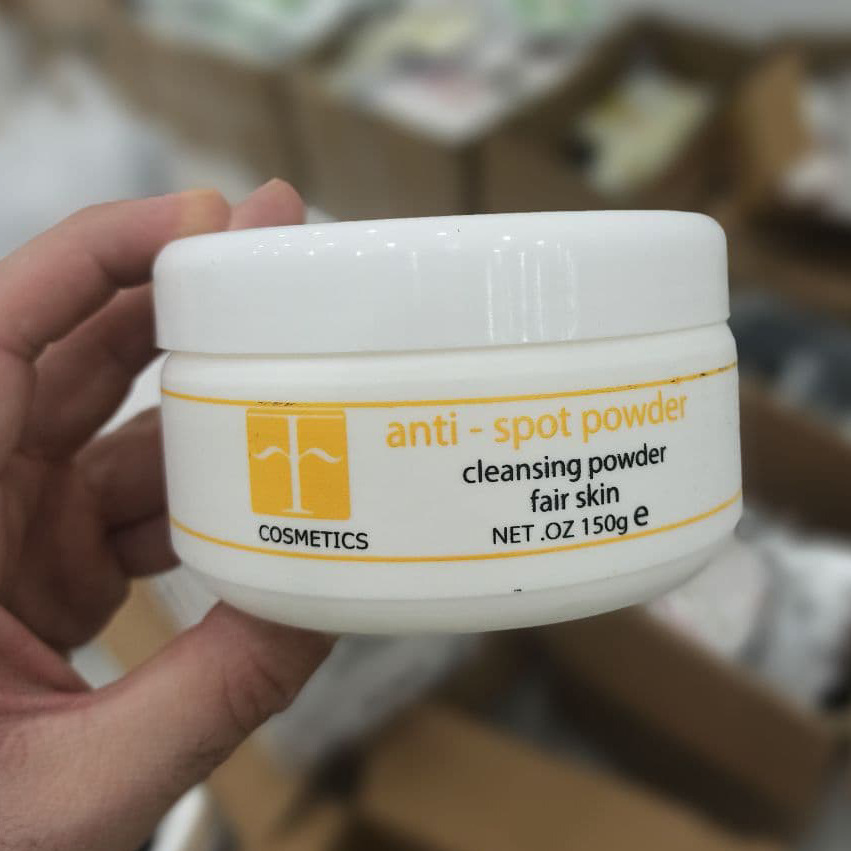 anti - spot powder
cleansing powder
fair skin
NET .OZ 150g e
COSMETICS